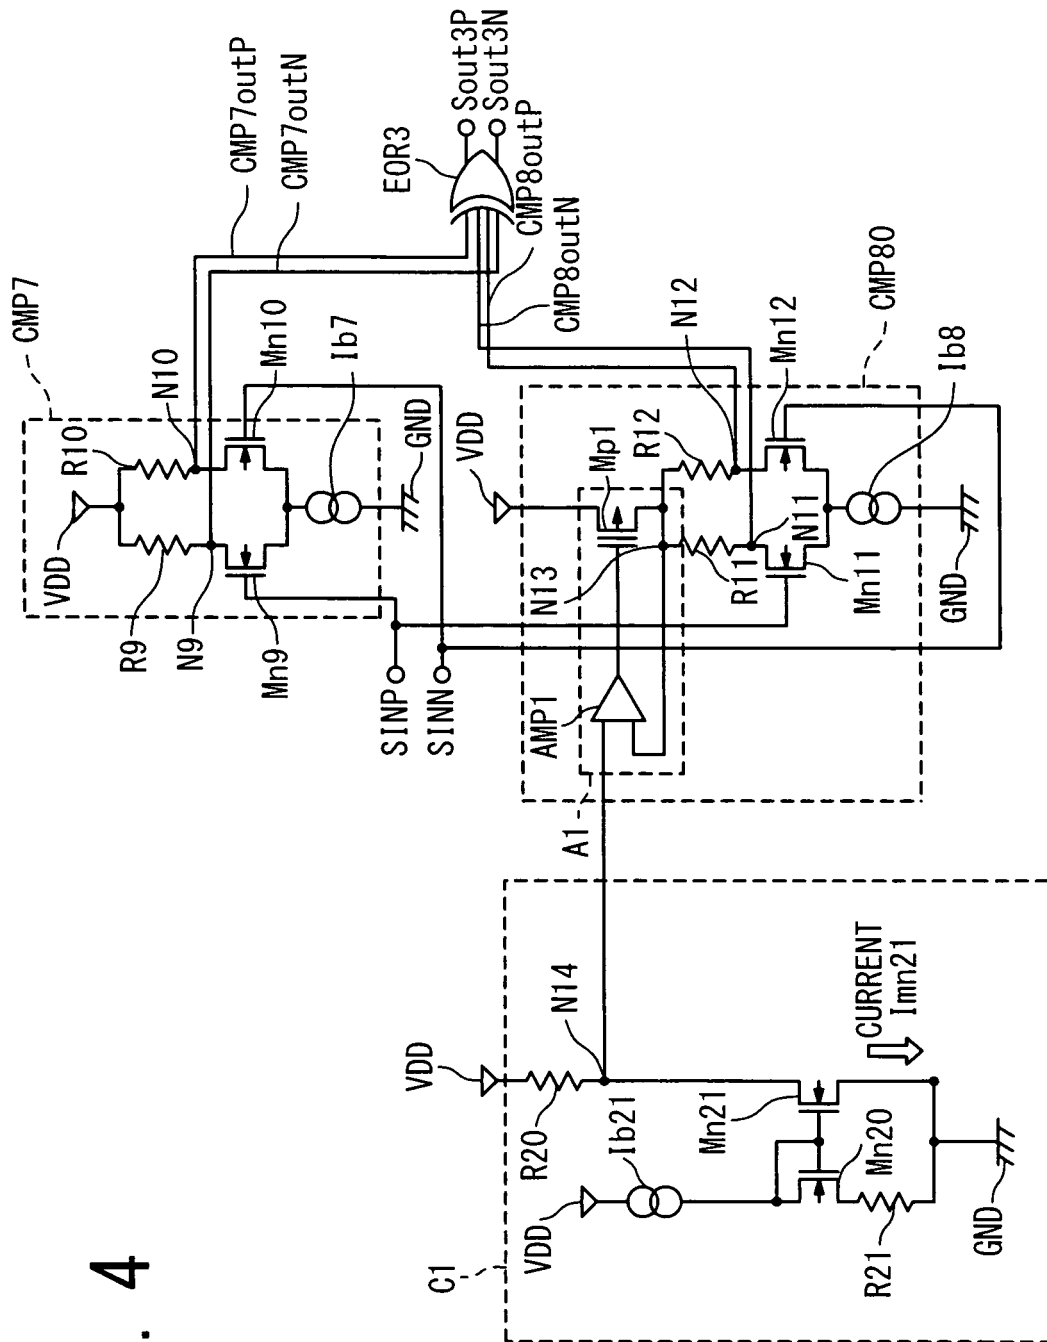 . 4
CMP7
VDD
R10
R9
N10
N9
Mn10
Mn9
Ib7
GND
SINP
SINN
CMP7outP
CMP7outN
EOR3
Sout3P
Sout3N
CMP8outP
CMP8outN
A1
AMP1
VDD
N13
Mp1
R12
R11
N12
N11
CMP80
Mn12
Mn11
Ib8
GND
C1
VDD
VDD
R20
N14
Ib21
Mn21
Mn20
R21
CURRENT
Imn21
GND